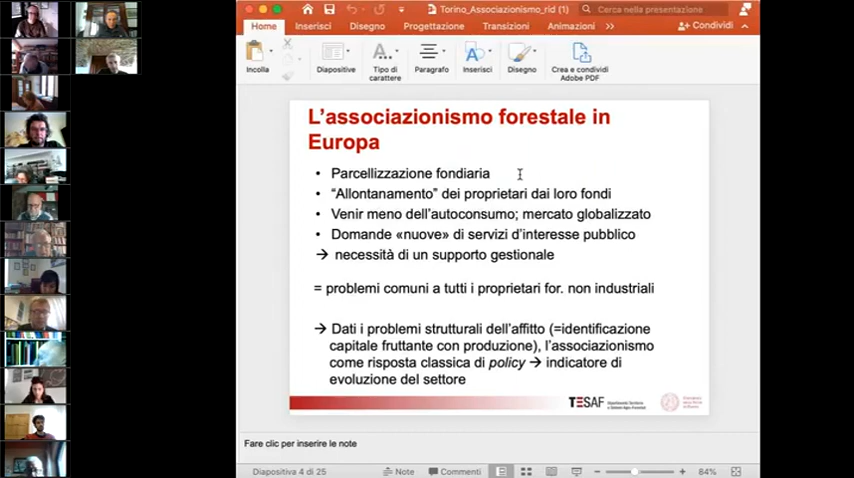 Torino_Associazionismo_rid (1)
Cerca nella presentazione
Home Inserisci Disegno Progettazione Transizioni Animazioni >> Condividi
Incolla Diapositive Tipo di carattere Paragrafo Inserisci Disegno Crea e condividi Adobe PDF
L'associazionismo forestale in
Europa
• Parcellizzazione fondiaria
• "Allontanamento" dei proprietari dai loro fondi
• Venir meno dell'autoconsumo; mercato globalizzato
• Domande «nuove» di servizi d'interesse pubblico
→ necessità di un supporto gestionale
= problemi comuni a tutti i proprietari for. non industriali
→ Dati i problemi strutturali dell'affitto (=identificazione
capitale fruttante con produzione), l'associazionismo
come risposta classica di policy → indicatore di
evoluzione del settore
TESAF
Fare clic per inserire le note
Diapositiva 4 di 25 Note Commenti 84%